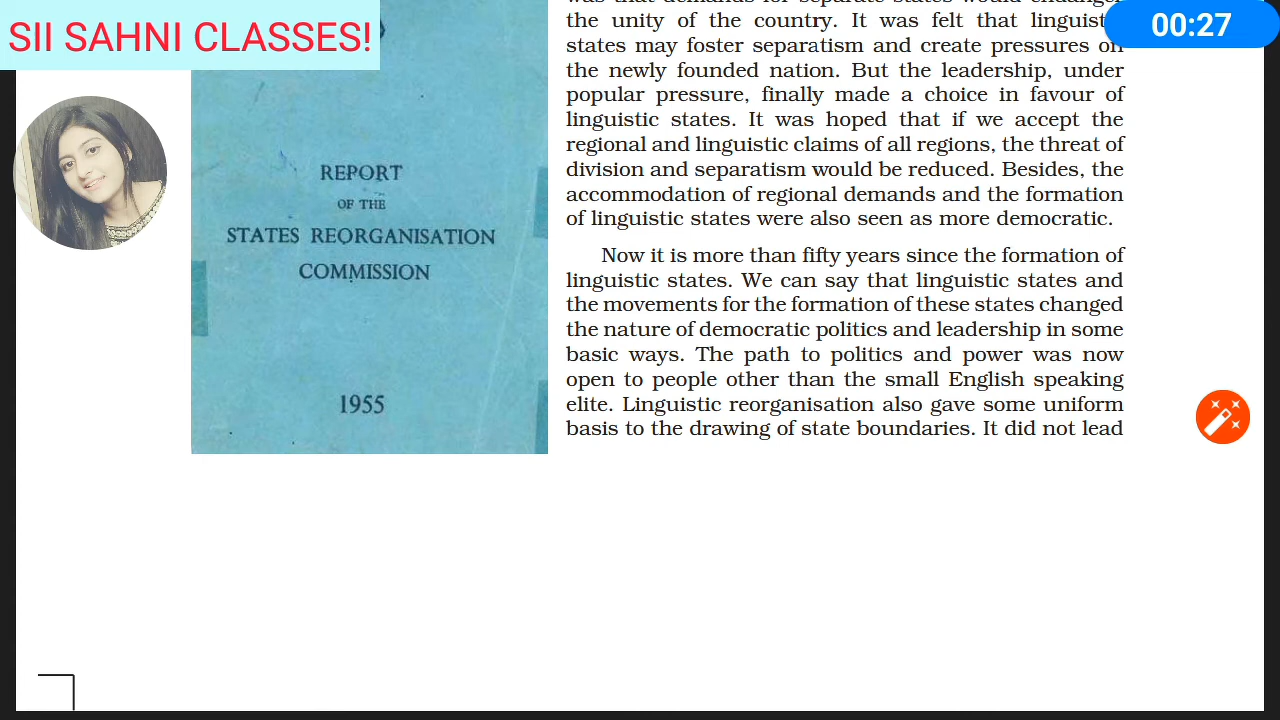 SII SAHNI CLASSES!
00:27
REPORT
OF THE
STATES REORGANISATION
COMMISSION
1955
the unity of the country. It was felt that
states may foster separatism and create pressures on
the newly founded nation. But the leadership, under
popular pressure, finally made a choice in favour of
linguistic states. It was hoped that if we accept the
regional and linguistic claims of all regions, the threat of
division and separatism would be reduced. Besides, the
accommodation of regional demands and the formation
of linguistic states were also seen as more democratic.
Now it is more than fifty years since the formation of
linguistic states. We can say that linguistic states and
the movements for the formation of these states changed
the nature of democratic politics and leadership in some
basic ways. The path to politics and power was now
open to people other than the small English speaking
elite. Linguistic reorganisation also gave some uniform
basis to the drawing of state boundaries. It did not lead